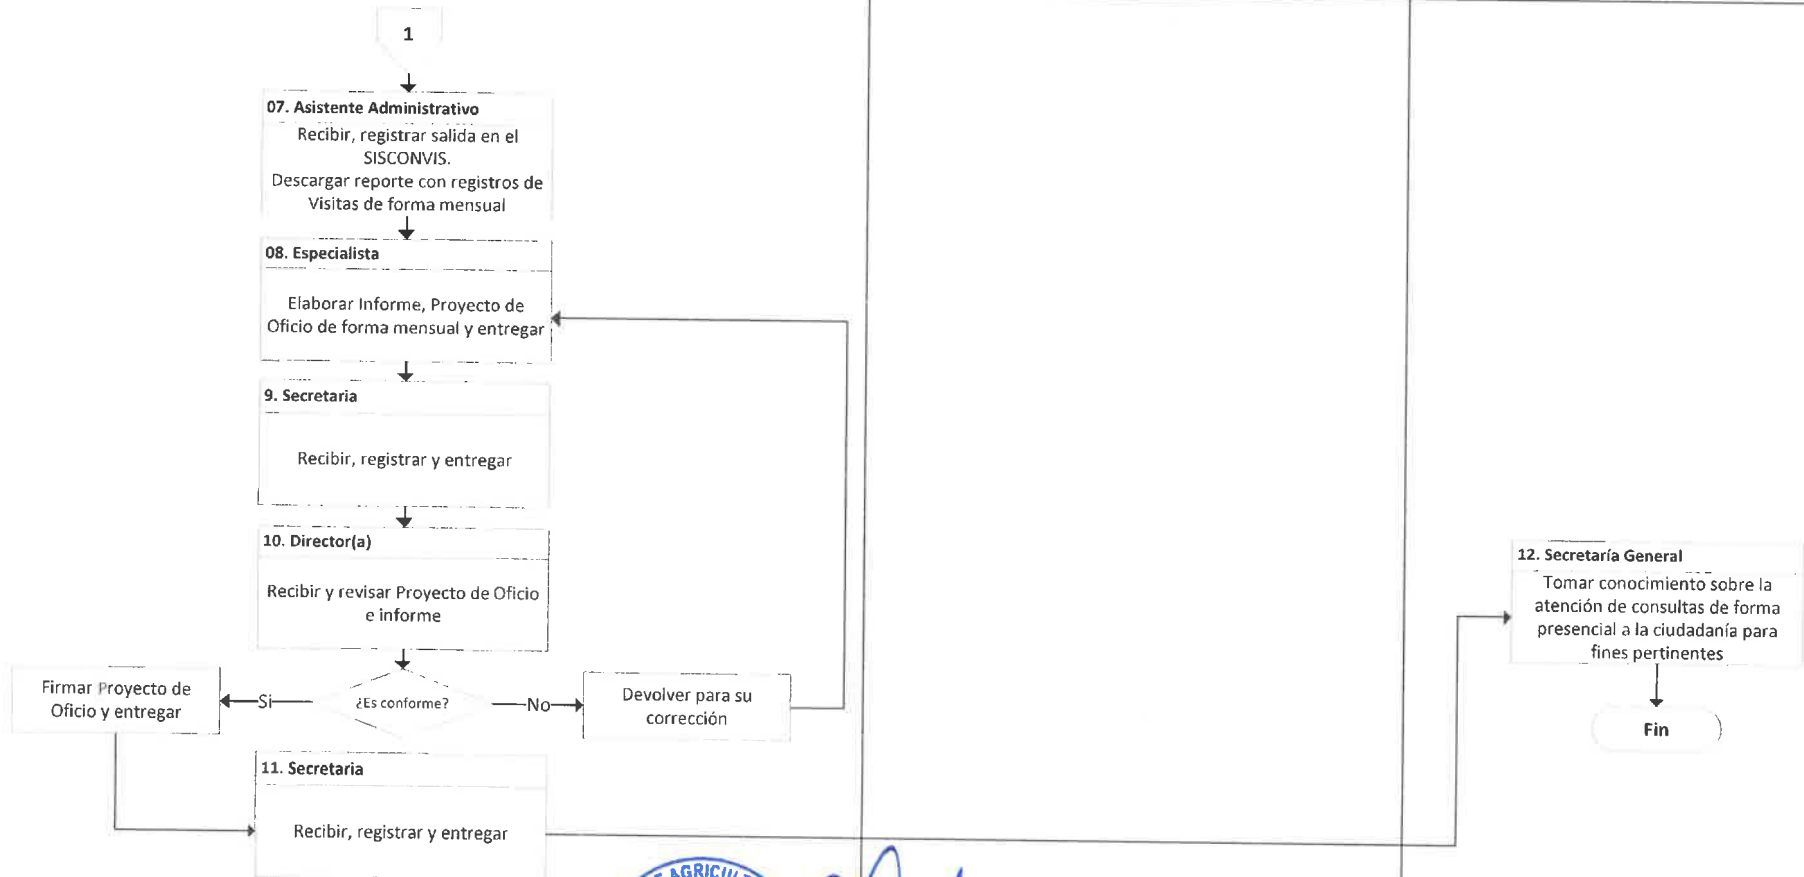 1
07. Asistente Administrativo
Recibir, registrar salida en el
SISCONVIS.
Descargar reporte con registros de
Visitas de forma mensual
08. Especialista
Elaborar Informe, Proyecto de
Oficio de forma mensual y entregar
9. Secretaria
Recibir, registrar y entregar
10. Director(a)
Recibir y revisar Proyecto de Oficio
e informe
¿Es conforme?
Si
Firmar Proyecto de
Oficio y entregar
No
Devolver para su
corrección
11. Secretaria
Recibir, registrar y entregar
12. Secretaría General
Tomar conocimiento sobre la
atención de consultas de forma
presencial a la ciudadanía para
fines pertinentes
Fin